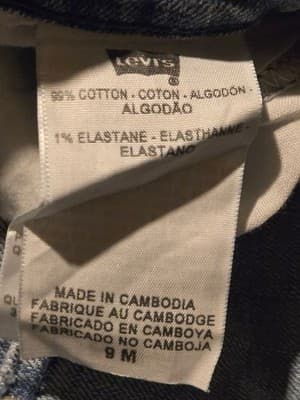 Levi's
®
99% COTTON - COTON - ALGODÓN -
ALGODÃO
1% ELASTANE - ELASTHANNE -
ELASTANO
MADE IN CAMBODIA
FABRIQUE AU CAMBODGE
FABRICADO EN CAMBOYA
FABRICADO NO CAMBOJA
9 M